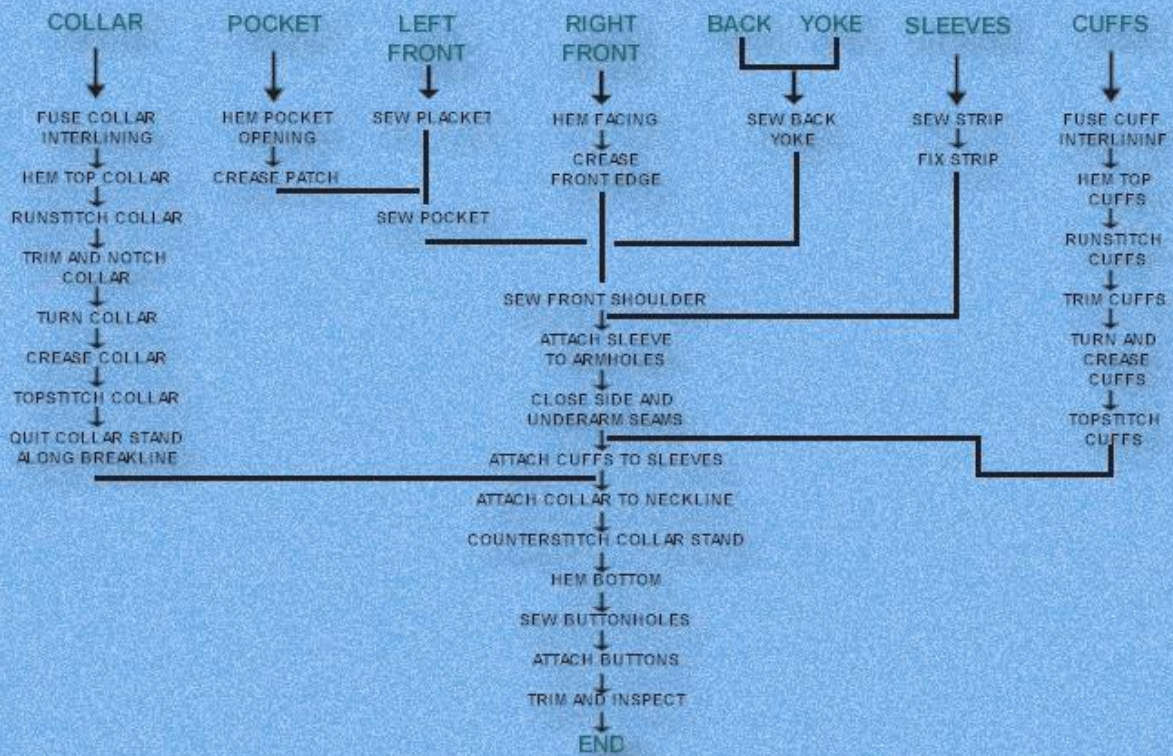 COLLAR
POCKET
LEFT
FRONT
RIGHT
FRONT
BACK
YOKE
SLEEVES
CUFFS
FUSE COLLAR
INTERLINING
HEM TOP COLLAR
RUNSTITCH COLLAR
TRIM AND NOTCH
COLLAR
TURN COLLAR
CREASE COLLAR
TOPSTITCH COLLAR
QUIT COLLAR STAND
ALONG BREAKLINE
HEM POCKET
OPENING
CREASE PATCH
SEW PLACKET
SEW POCKET
HEM FACING
CREASE
FRONT EDGE
SEW BACK
YOKE
SEW STRIP
FIX STRIP
FUSE CUFF
INTERLININF
HEM TOP
CUFFS
RUNSTITCH
CUFFS
TRIM CUFFS
TURN AND
CREASE
CUFFS
TOPSTITCH
CUFFS
SEW FRONT SHOULDER
ATTACH SLEEVE
TO ARMHOLES
CLOSE SIDE AND
UNDERARM SEAMS
ATTACH CUFFS TO SLEEVES
ATTACH COLLAR TO NECKLINE
COUNTERSTITCH COLLAR STAND
HEM BOTTOM
SEW BUTTONHOLES
ATTACH BUTTONS
TRIM AND INSPECT
END